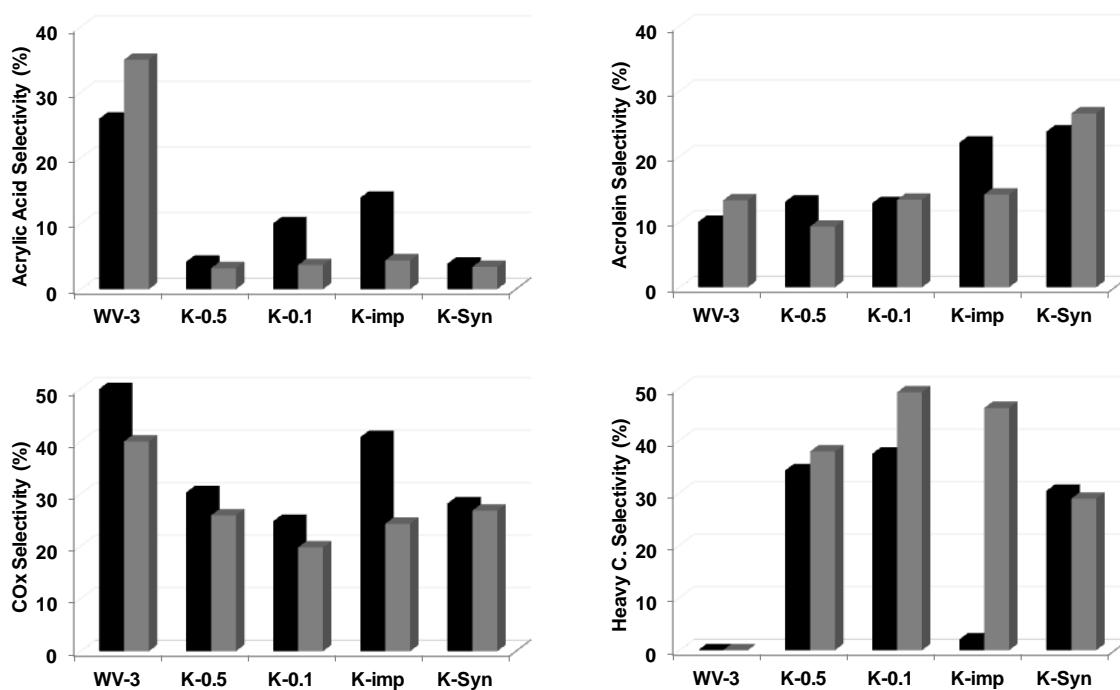 Acrylic Acid Selectivity (%)
40
30
20
10
0
WV-3 K-0.5 K-0.1 K-imp K-Syn
Acrolein Selectivity (%)
40
30
20
10
0
WV-3 K-0.5 K-0.1 K-imp K-Syn
COx Selectivity (%)
50
40
30
20
10
0
WV-3 K-0.5 K-0.1 K-imp K-Syn
Heavy C. Selectivity (%)
50
40
30
20
10
0
WV-3 K-0.5 K-0.1 K-imp K-Syn